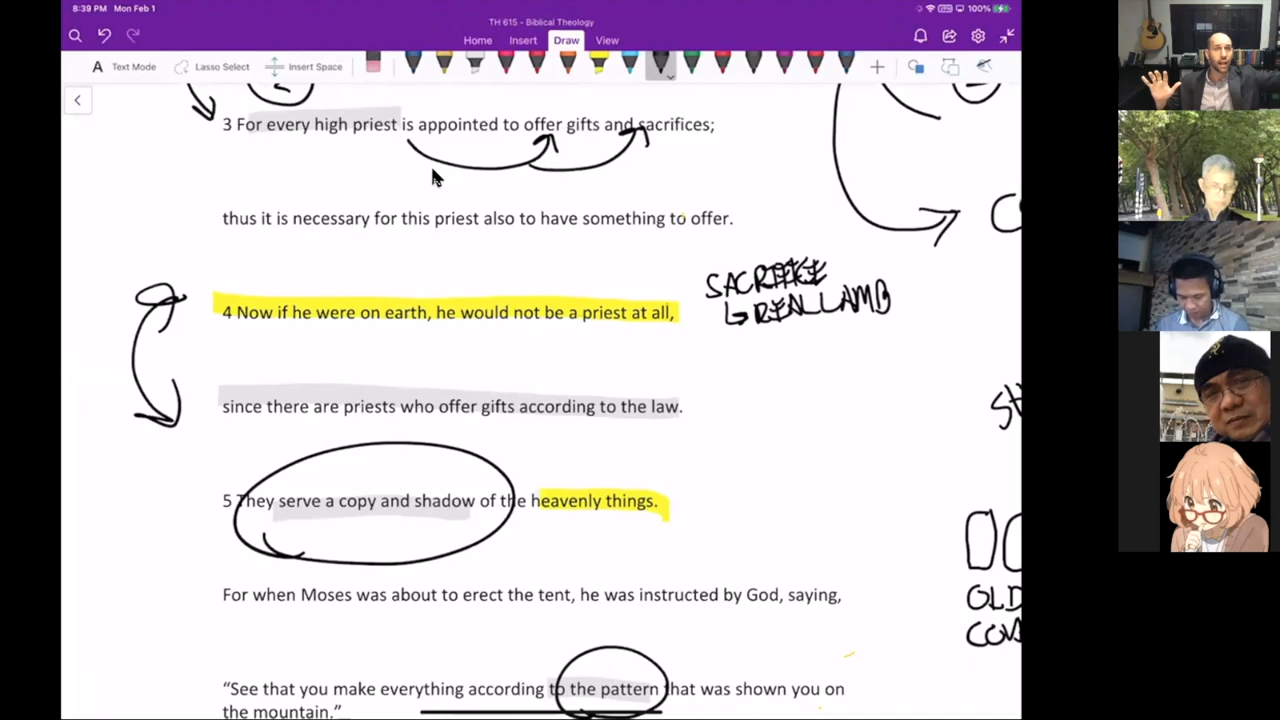 8:39 PM Mon Feb 1
100%
TH 615 - Biblical Theology
Home Insert Draw View
A Text Mode Lasso Select Insert Space
3 For every high priest is appointed to offer gifts and sacrifices;
thus it is necessary for this priest also to have something to offer.
SACRIFICE
4 Now if he were on earth, he would not be a priest at all,
REAL LAMB
since there are priests who offer gifts according to the law.
5 They serve a copy and shadow of the heavenly things.
For when Moses was about to erect the tent, he was instructed by God, saying,
OLD
“See that you make everything according to the pattern that was shown you on
the mountain.”